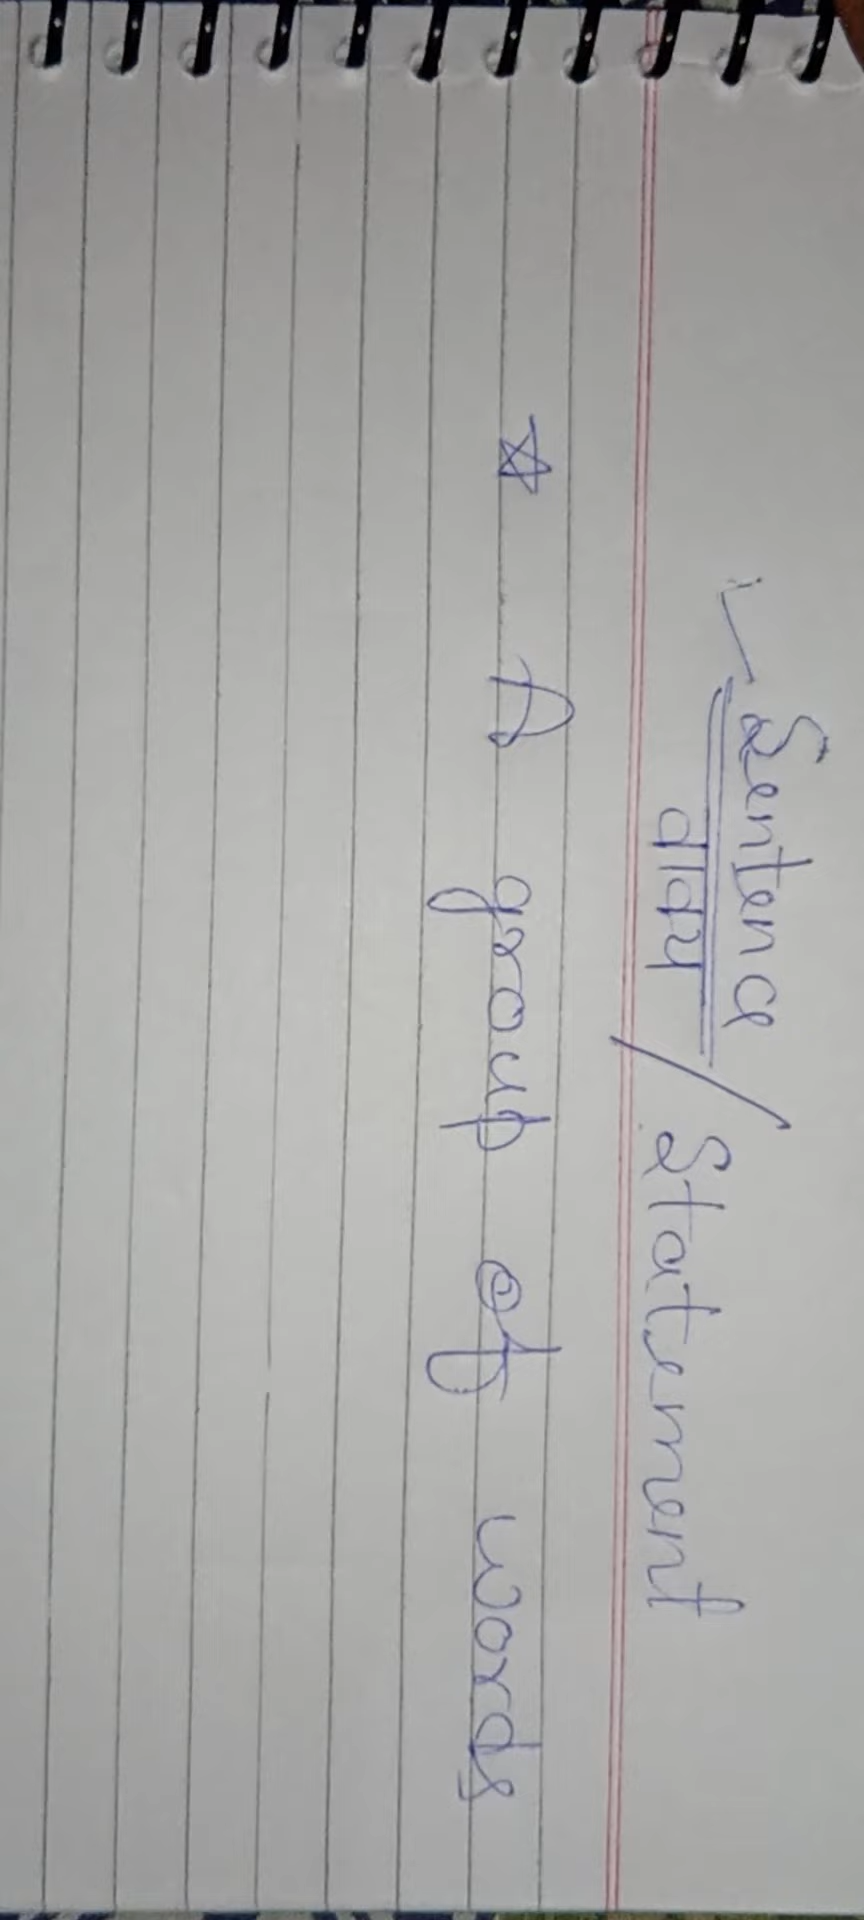 Sentence / Statement
वाक्य
☆ A group of words